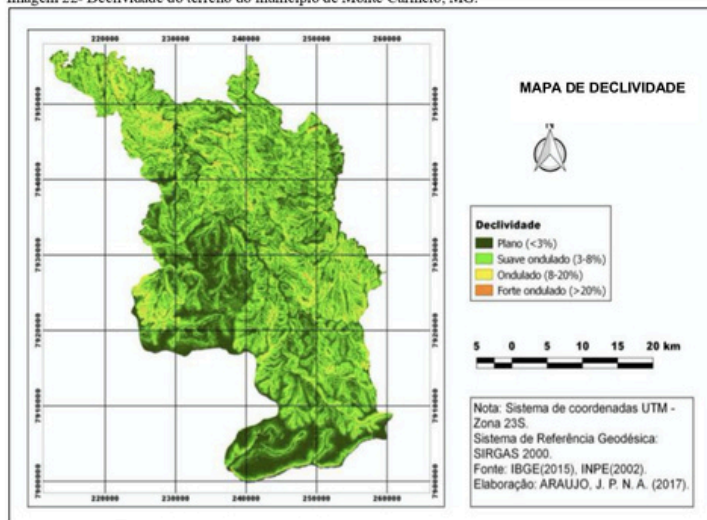 Imagem 22- Declividade do terreno do município de Monte Carmelo, MG.
220000 230000 240000 250000 260000
MAPA DE DECLIVIDADE
7950000 7950000
7940000 7940000
7930000 7930000
7920000 7920000
7910000 7910000
7900000 7900000
Declividade
Plano (<3%)
Suave ondulado (3-8%)
Ondulado (8-20%)
Forte ondulado (>20%)
5 0 5 10 15 20 km
Nota: Sistema de coordenadas UTM -
Zona 23S.
Sistema de Referência Geodésica:
SIRGAS 2000.
Fonte: IBGE(2015), INPE(2002).
Elaboração: ARAUJO, J. P. N. A. (2017).
220000 230000 240000 250000 260000